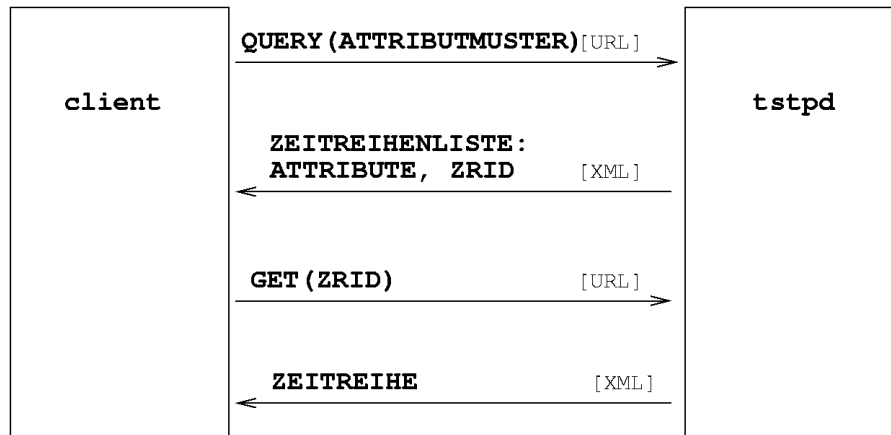 QUERY(ATTRIBUTMUSTER)[URL]
client
tstpd
ZEITREIHENLISTE:
ATTRIBUTE, ZRID [XML]
GET(ZRID) [URL]
ZEITREIHE [XML]